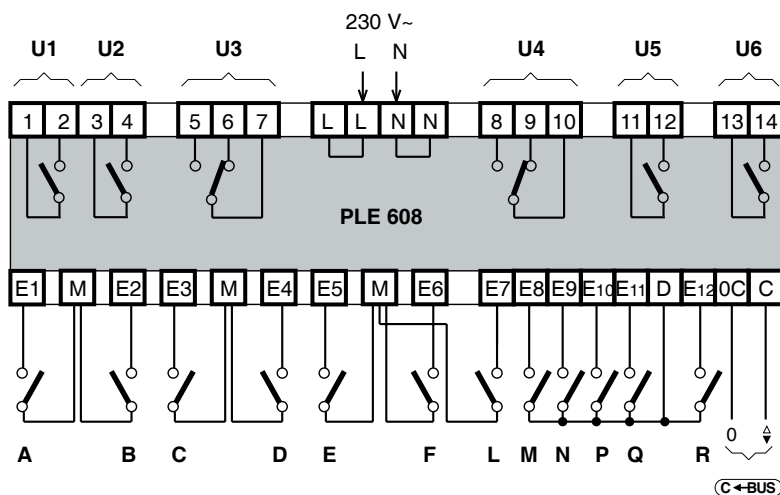 230 V~
U1 U2 U3 L N U4 U5 U6
1 2 3 4 5 6 7 L L N N 8 9 10 11 12 13 14
PLE 608
E1 M E2 E3 M E4 E5 M E6 E7 E8 E9 E10 E11 D E12 0C C
0
A B C D E F L M N P Q R
C BUS